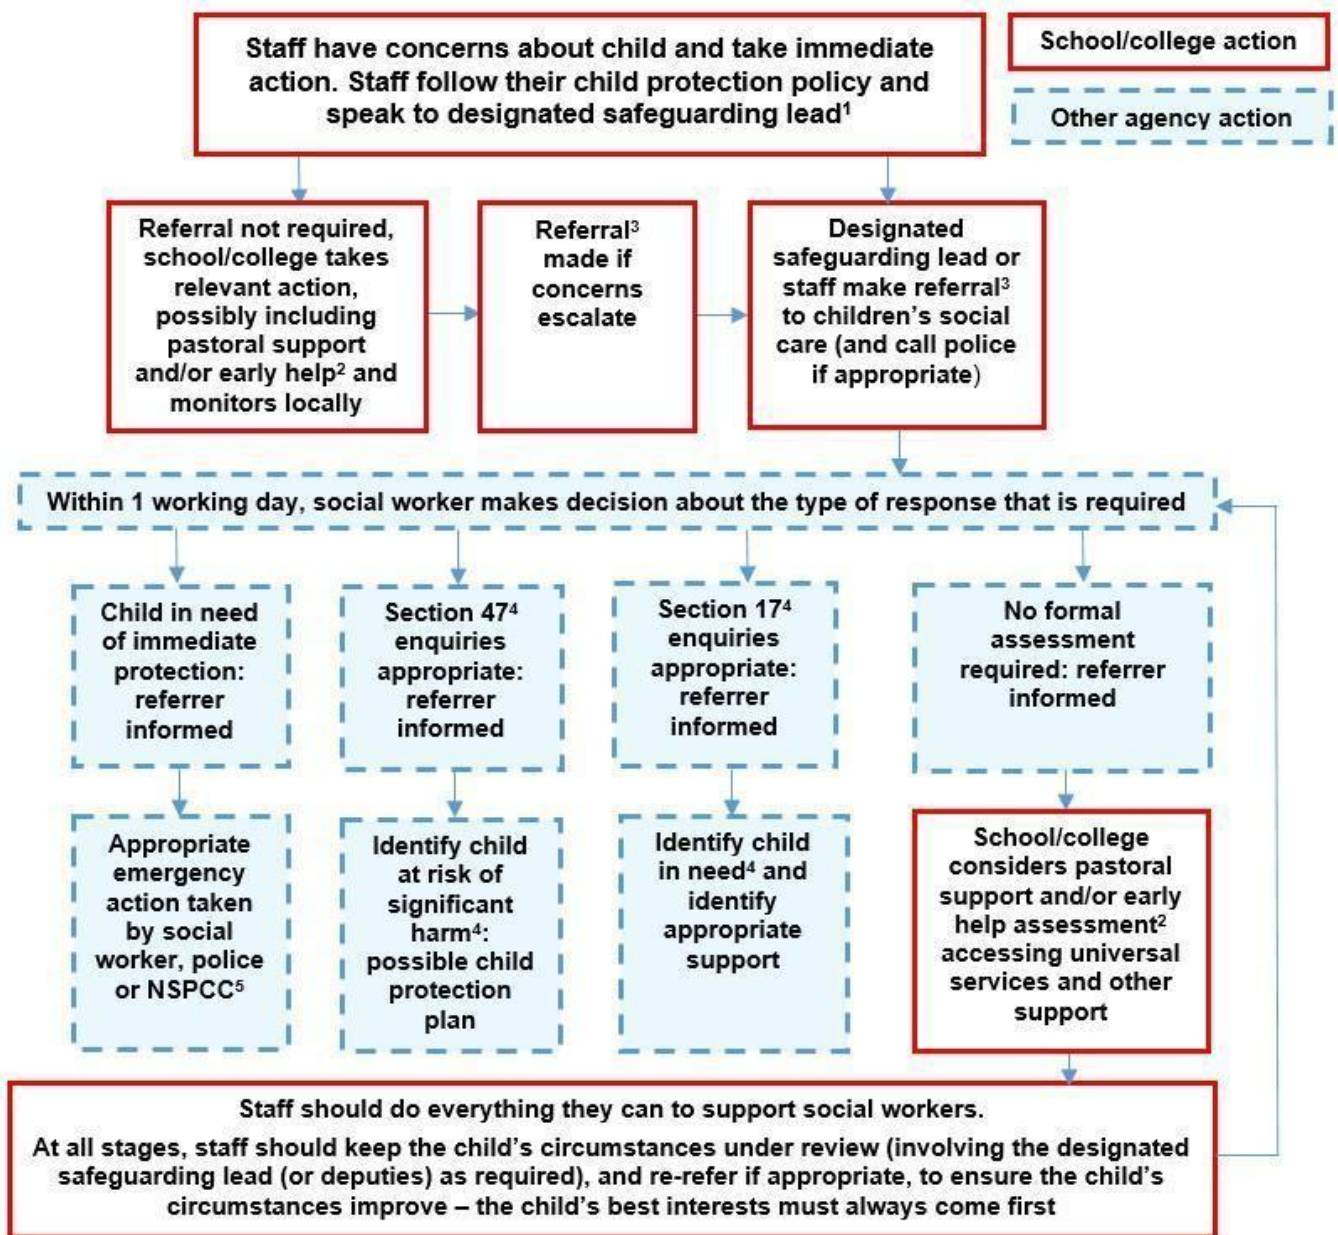 Staff have concerns about child and take immediate
action. Staff follow their child protection policy and
speak to designated safeguarding lead¹
School/college action
Other agency action
Referral not required,
school/college takes
relevant action,
possibly including
pastoral support
and/or early help² and
monitors locally
Referral³
made if
concerns
escalate
Designated
safeguarding lead or
staff make referral³
to children’s social
care (and call police
if appropriate)
Within 1 working day, social worker makes decision about the type of response that is required
Child in need
of immediate
protection:
referrer
informed
Section 47⁴
enquiries
appropriate:
referrer
informed
Section 17⁴
enquiries
appropriate:
referrer
informed
No formal
assessment
required: referrer
informed
Appropriate
emergency
action taken
by social
worker, police
or NSPCC⁵
Identify child
at risk of
significant
harm⁴:
possible child
protection
plan
Identify child
in need⁴ and
identify
appropriate
support
School/college
considers pastoral
support and/or early
help assessment²
accessing universal
services and other
support
Staff should do everything they can to support social workers.
At all stages, staff should keep the child’s circumstances under review (involving the designated
safeguarding lead (or deputies) as required), and re-refer if appropriate, to ensure the child’s
circumstances improve – the child’s best interests must always come first